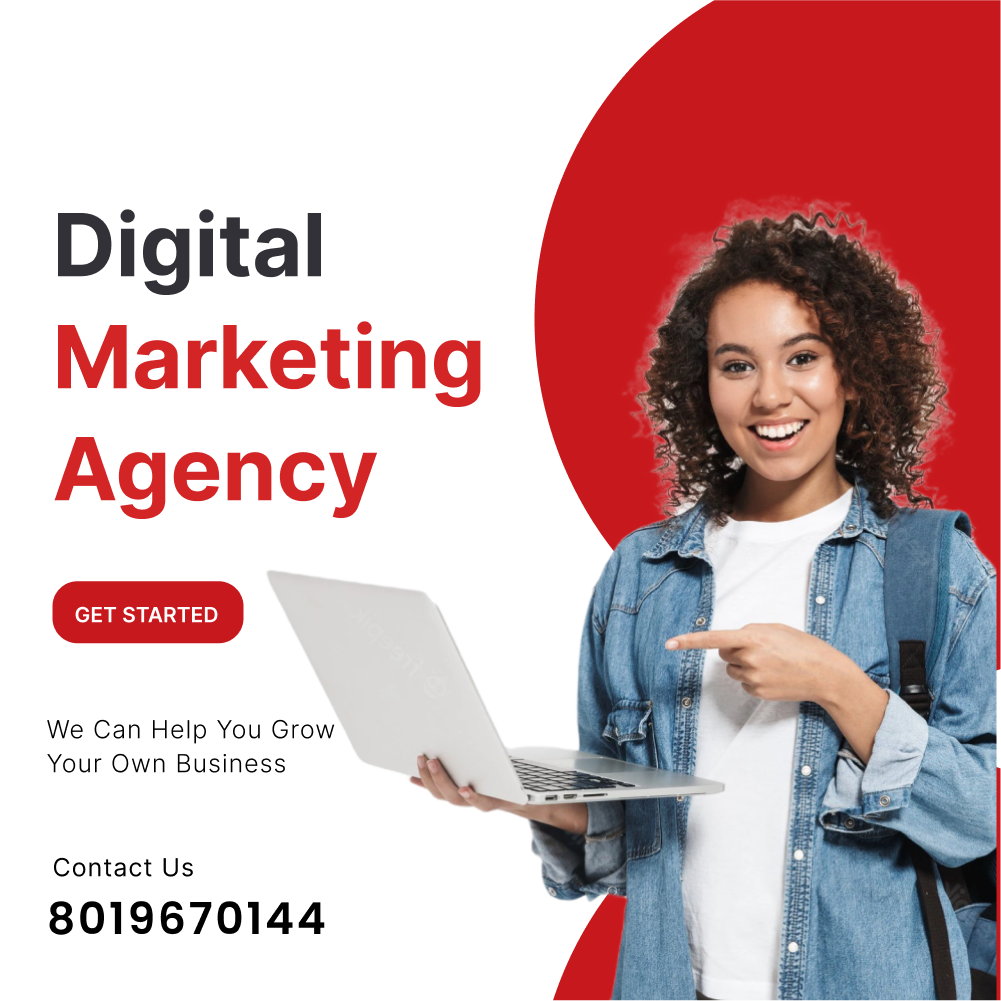 Digital
Marketing
Agency
GET STARTED
We Can Help You Grow
Your Own Business
Contact Us
8019670144